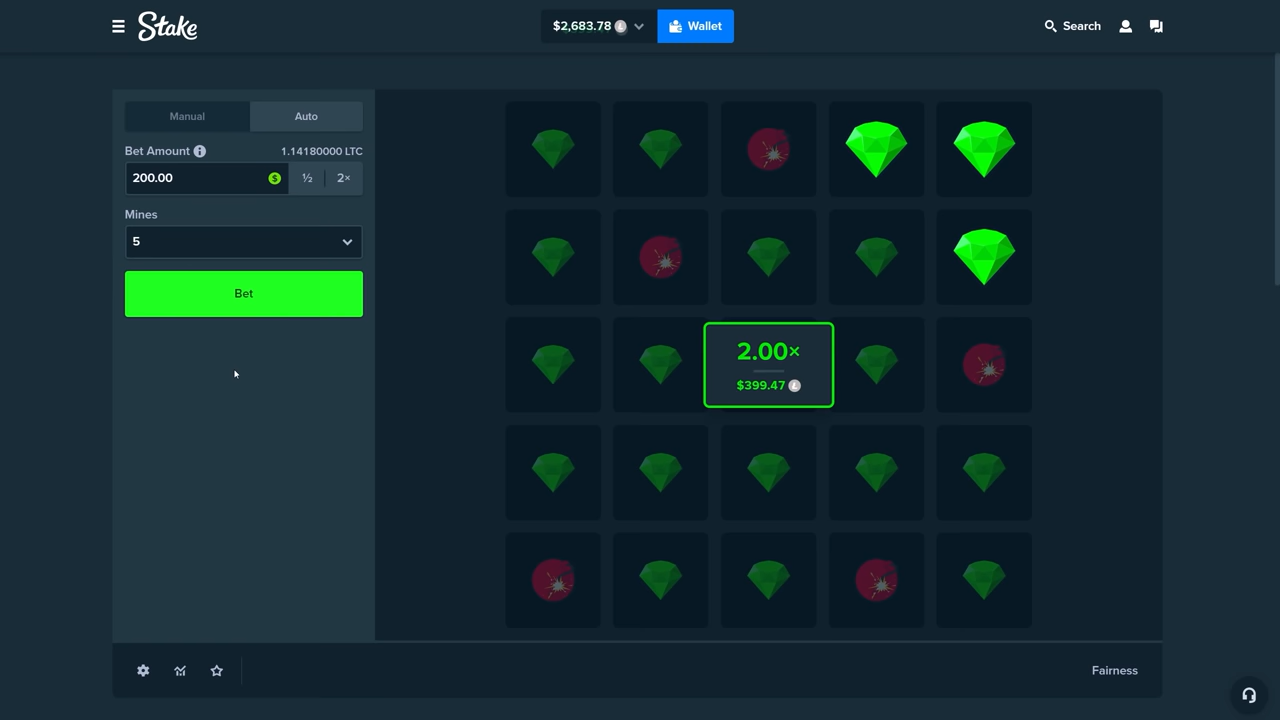 Stake
$2,683.78
Wallet
Search
Manual
Auto
Bet Amount
1.14180000 LTC
200.00
½
2×
Mines
5
Bet
2.00×
$399.47
Fairness